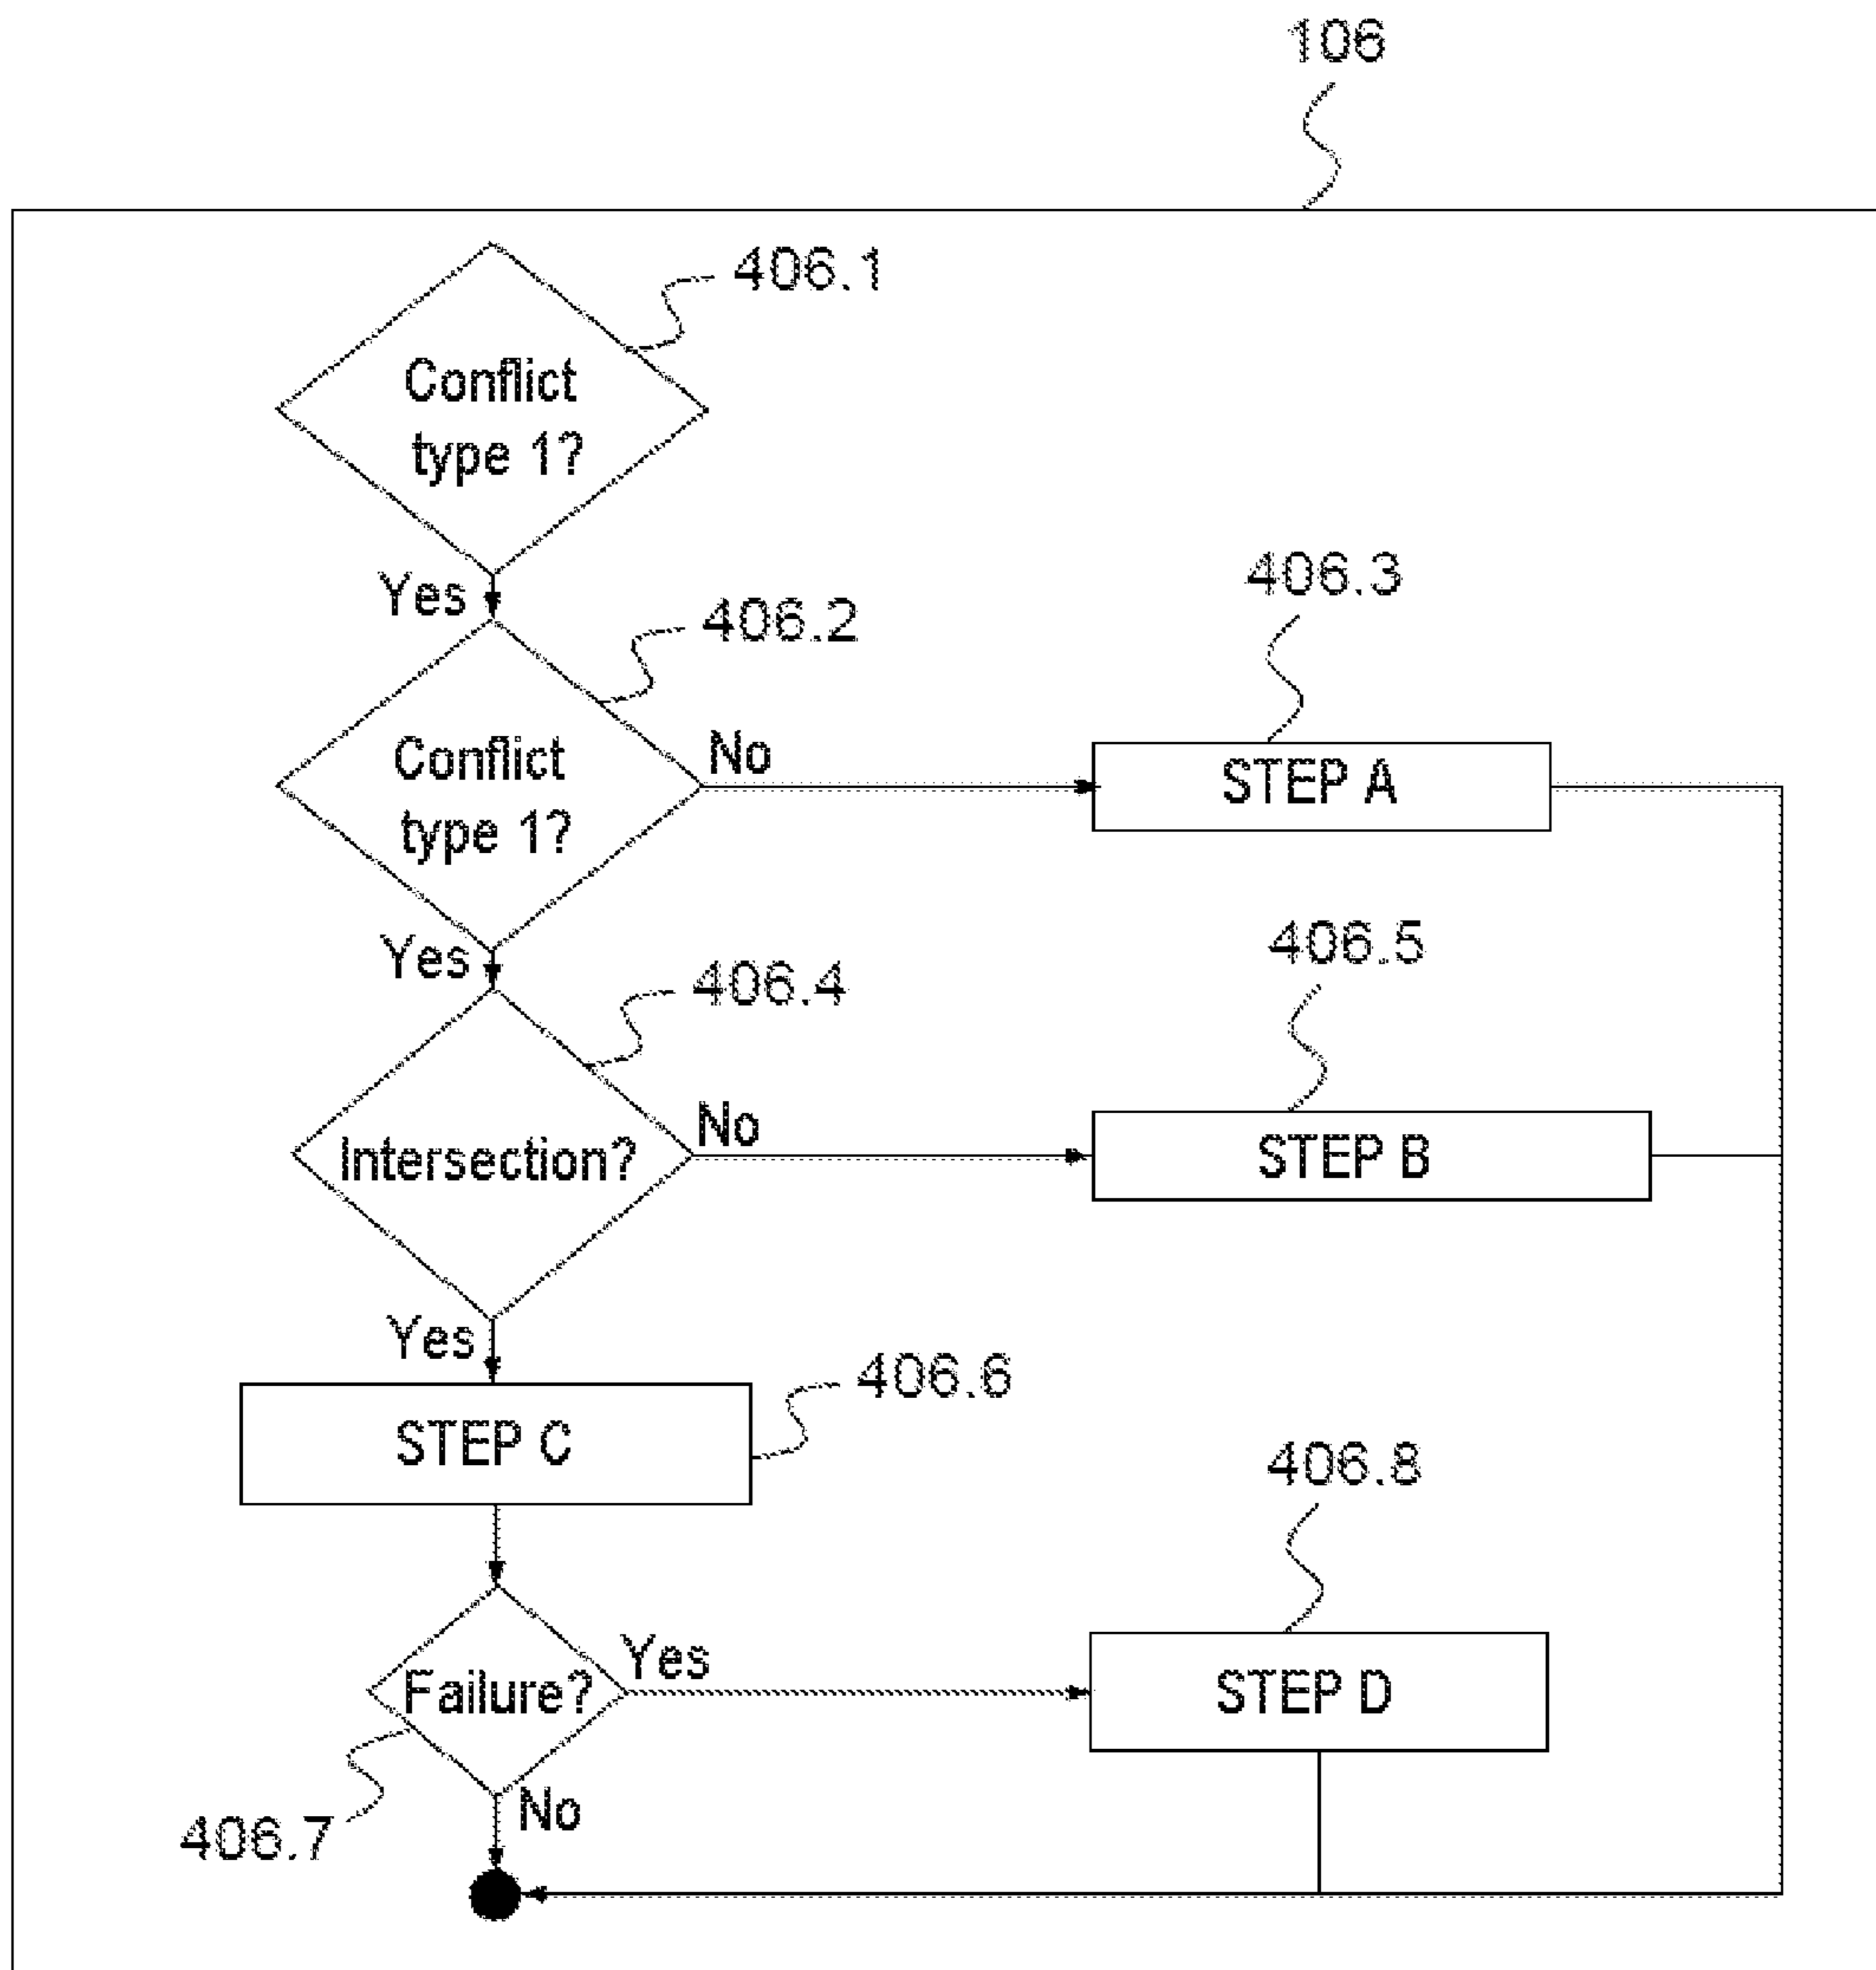 106
406.1
Conflict
type 1?
Yes
406.2
406.3
Conflict
type 1?
No
STEP A
Yes
406.4
406.5
Intersection?
No
STEP B
Yes
406.6
STEP C
406.8
Failure?
Yes
STEP D
406.7
No